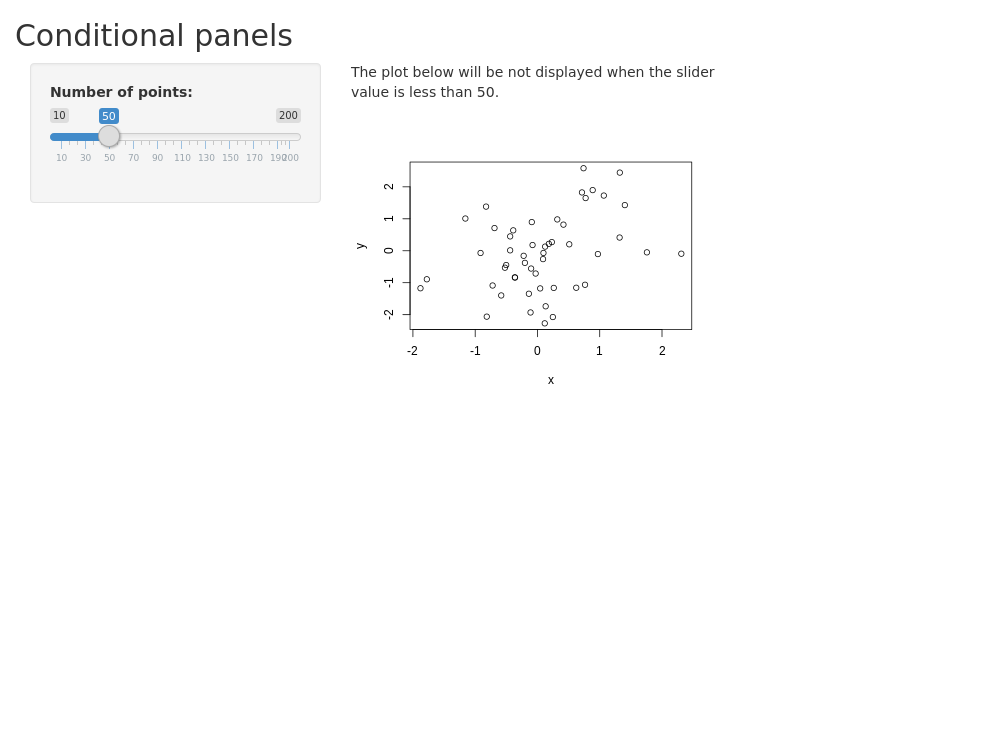 Conditional panels
Number of points:
10 50 200
10 30 50 70 90 110 130 150 170 190 200
The plot below will be not displayed when the slider
value is less than 50.
y
2
1
0
-1
-2
-2 -1 0 1 2
x